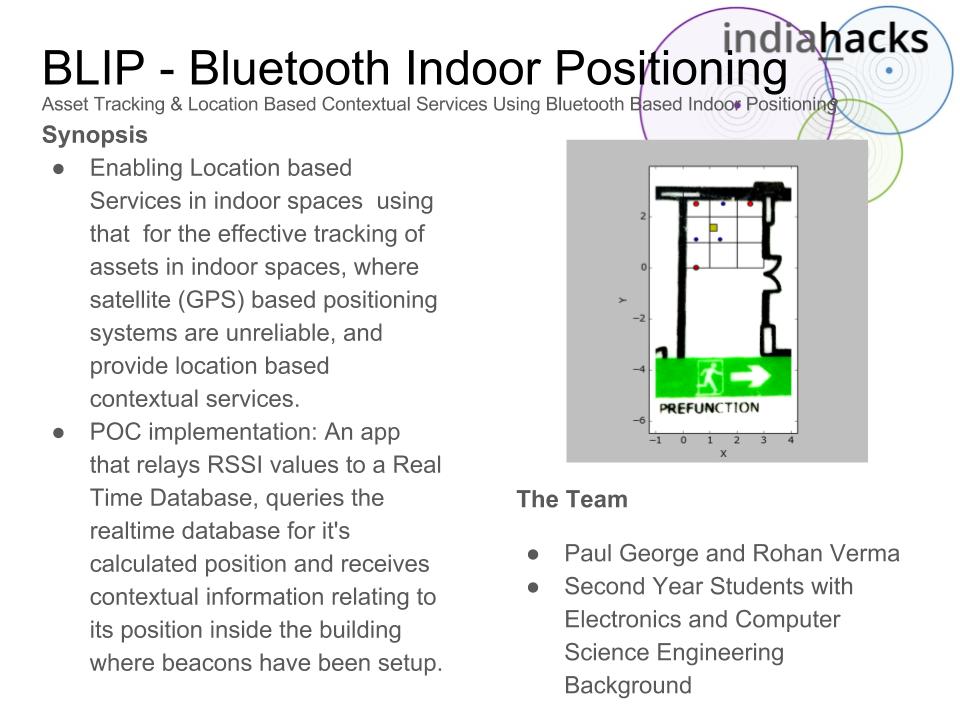 indiahacks
BLIP - Bluetooth Indoor Positioning
Asset Tracking & Location Based Contextual Services Using Bluetooth Based Indoor Positioning
Synopsis
● Enabling Location based
Services in indoor spaces using
that for the effective tracking of
assets in indoor spaces, where
satellite (GPS) based positioning
systems are unreliable, and
provide location based
contextual services.
● POC implementation: An app
that relays RSSI values to a Real
Time Database, queries the
realtime database for it's
calculated position and receives
contextual information relating to
its position inside the building
where beacons have been setup.
2
0
−2
−4
−6
Y
PREFUNCTION
−1 0 1 2 3 4
X
The Team
● Paul George and Rohan Verma
● Second Year Students with
Electronics and Computer
Science Engineering
Background